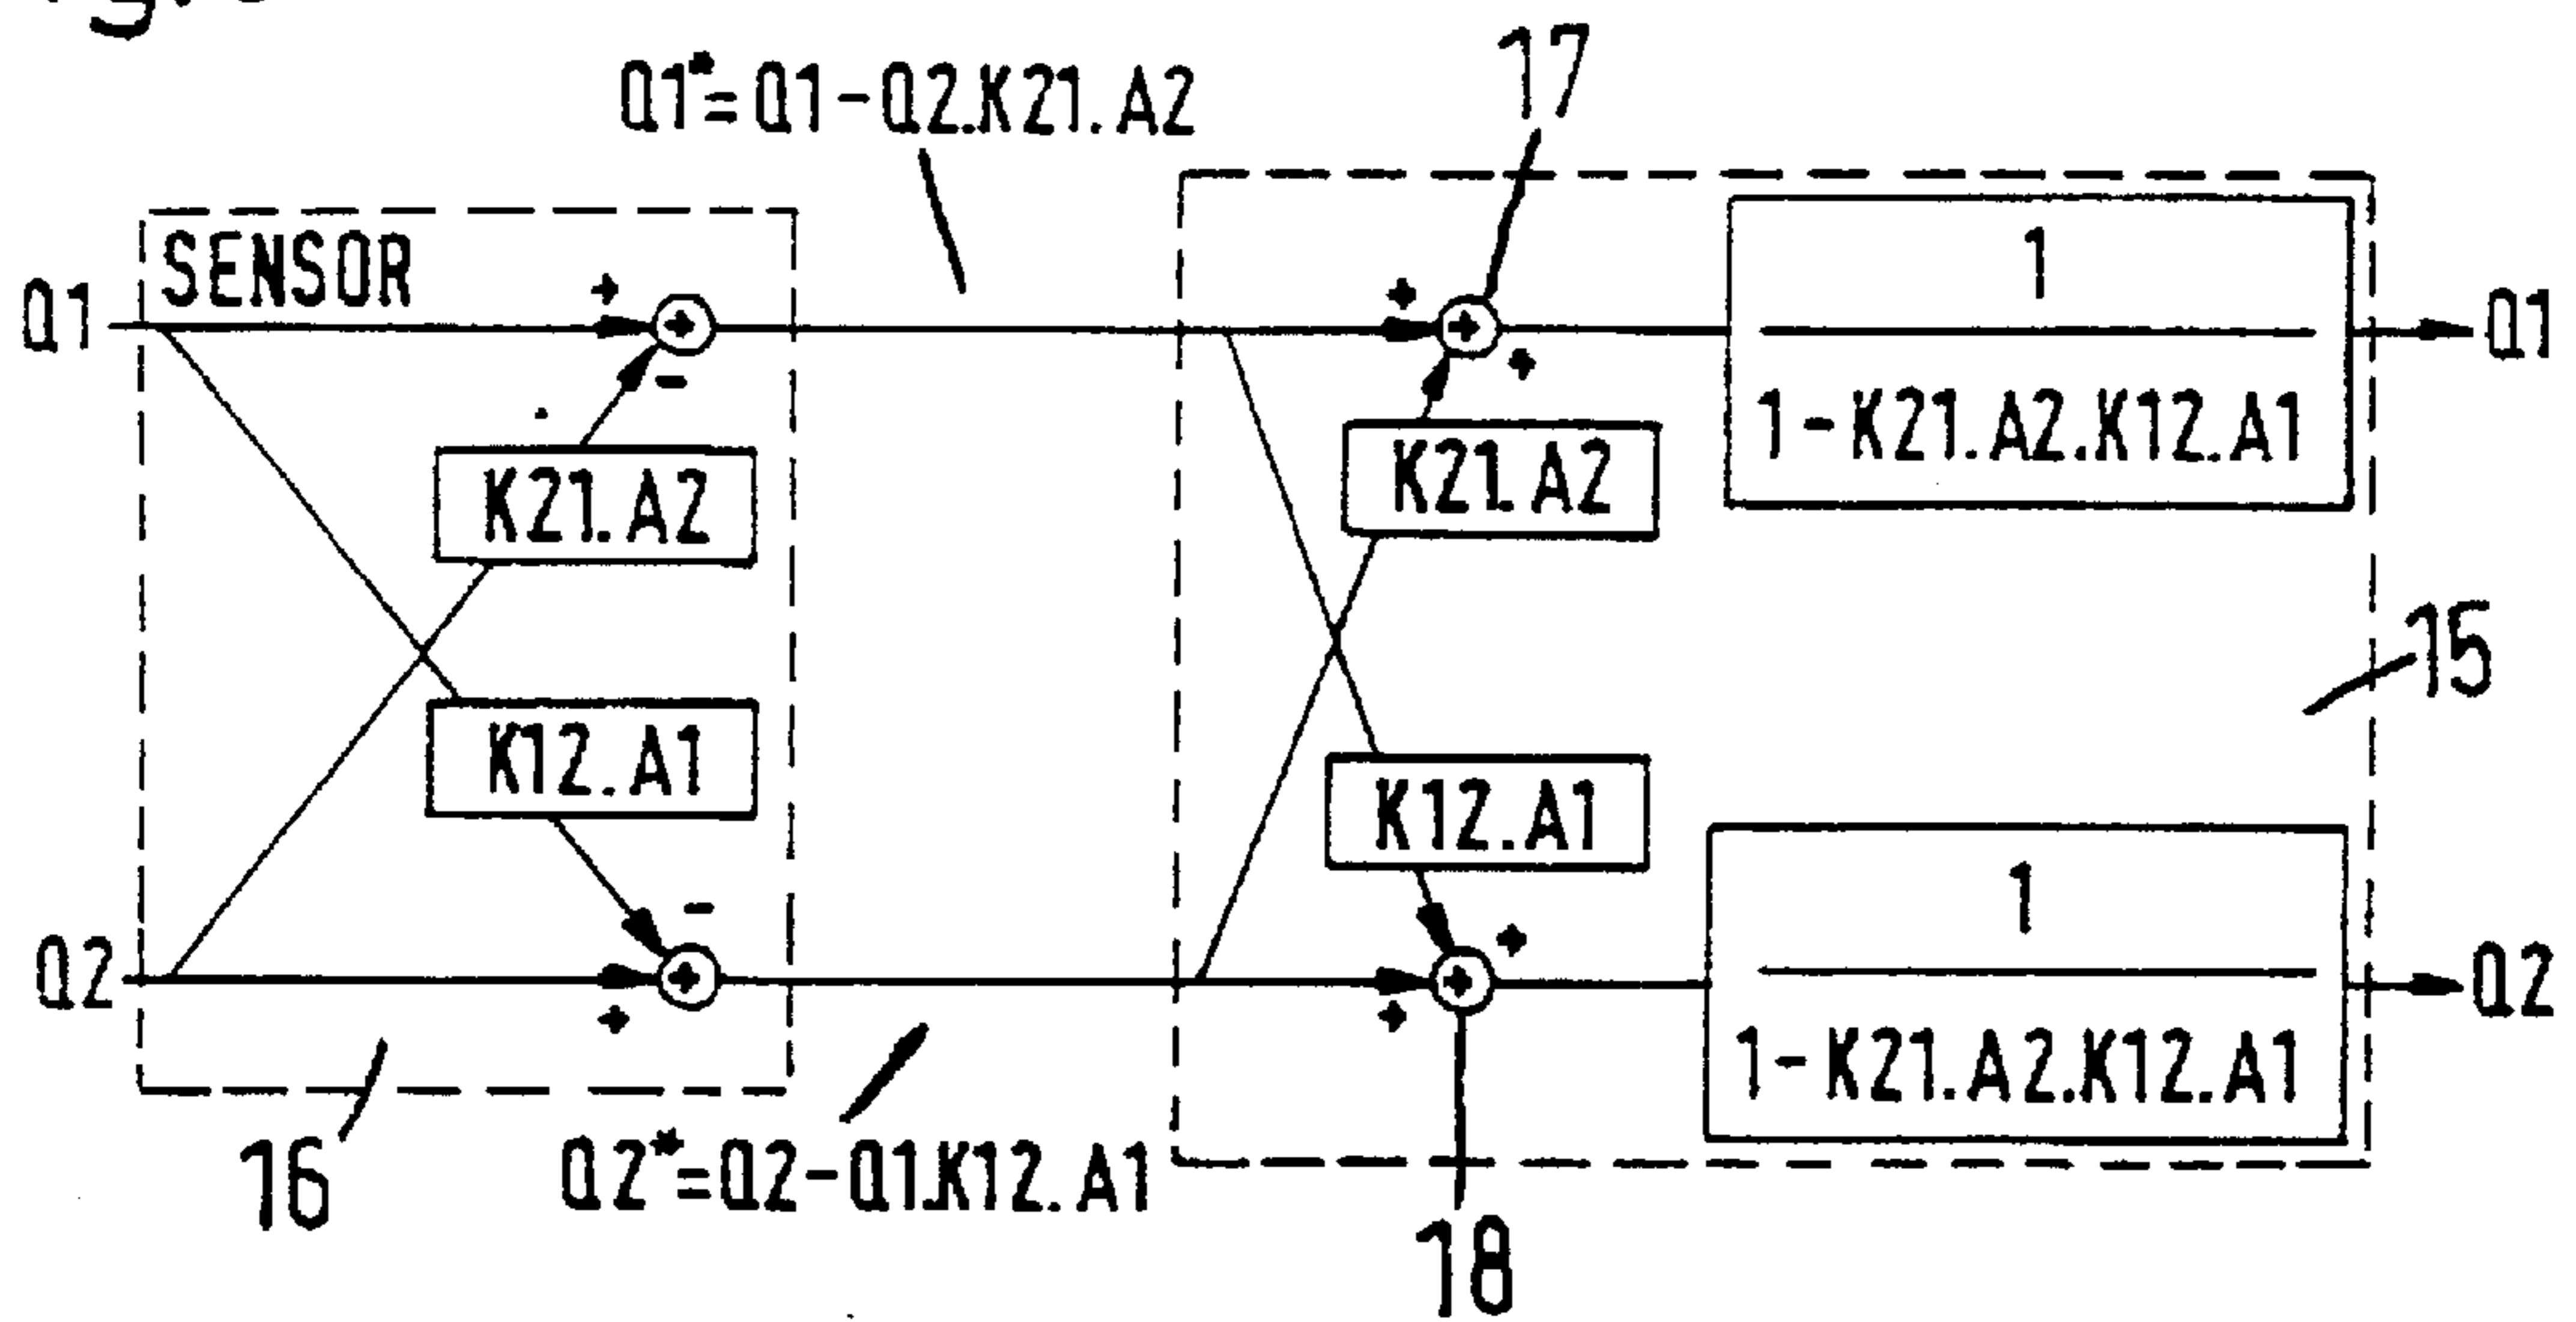 Q1*=Q1-Q2.K21.A2
17
SENSOR
Q1
+
+
-
K21.A2
K12.A1
Q2
-
+
+
16
Q2*=Q2-Q1.K12.A1
+
+
+
K21.A2
K12.A1
+
+
+
18
1
1-K21.A2.K12.A1
Q1
15
1
1-K21.A2.K12.A1
Q2